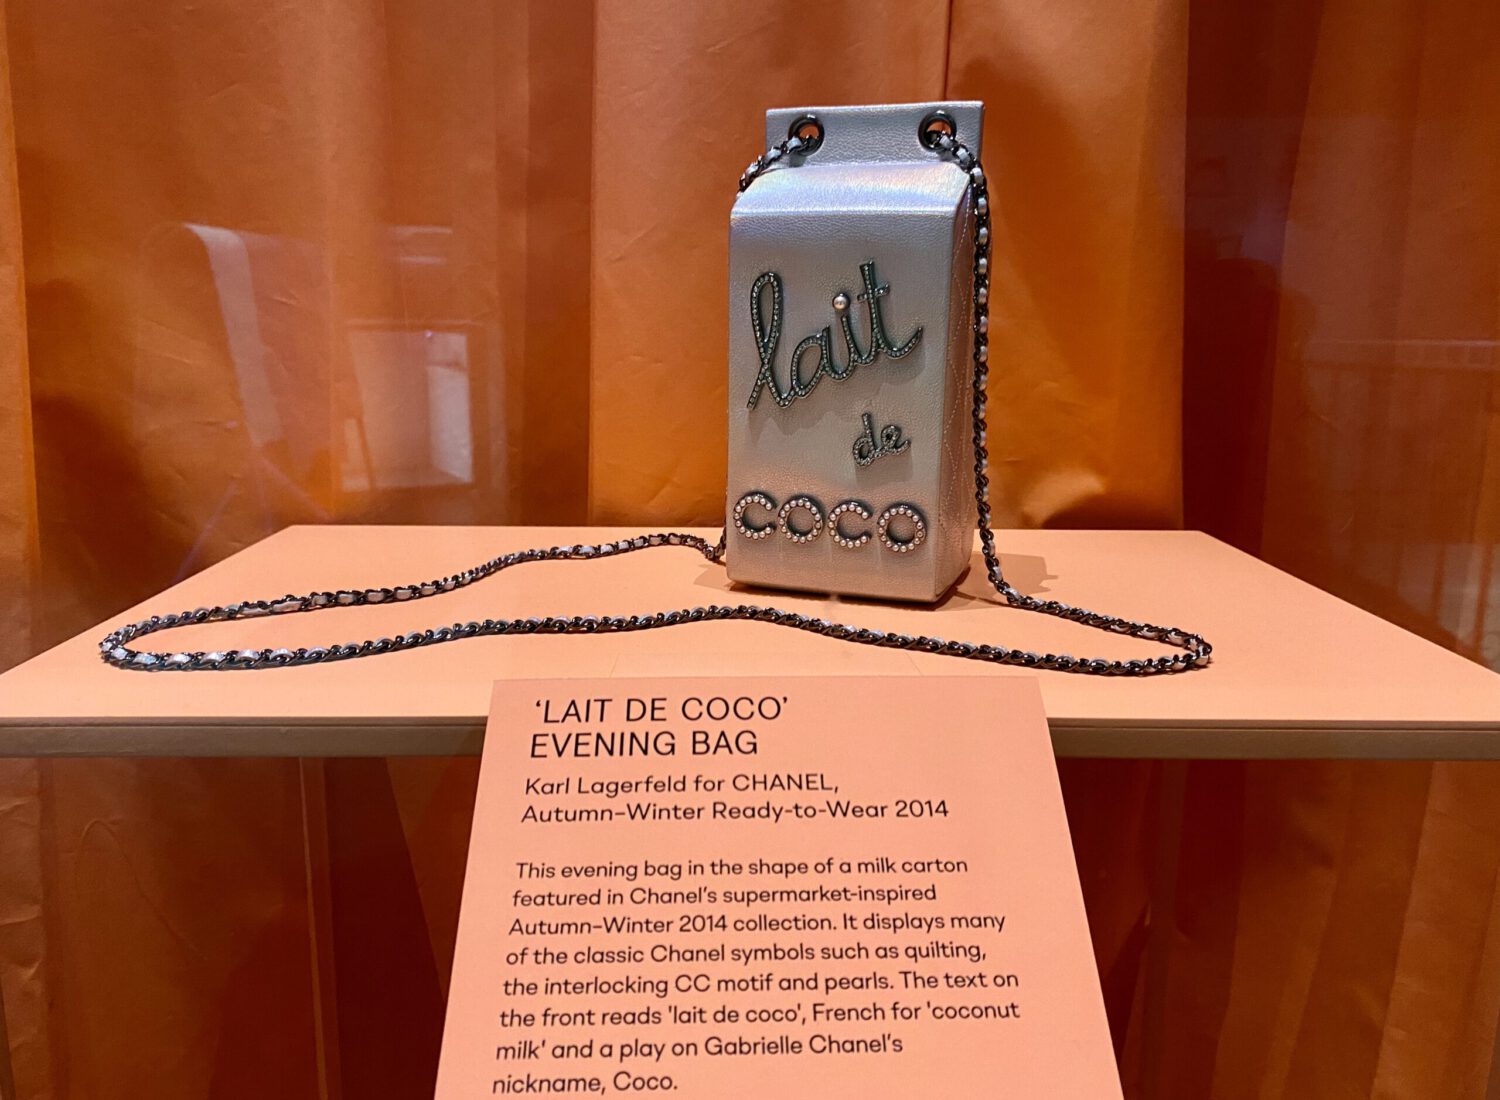 lait
de
COCO
‘LAIT DE COCO’
EVENING BAG
Karl Lagerfeld for CHANEL,
Autumn–Winter Ready-to-Wear 2014
This evening bag in the shape of a milk carton
featured in Chanel’s supermarket-inspired
Autumn–Winter 2014 collection. It displays many
of the classic Chanel symbols such as quilting,
the interlocking CC motif and pearls. The text on
the front reads 'lait de coco', French for 'coconut
milk' and a play on Gabrielle Chanel’s
nickname, Coco.